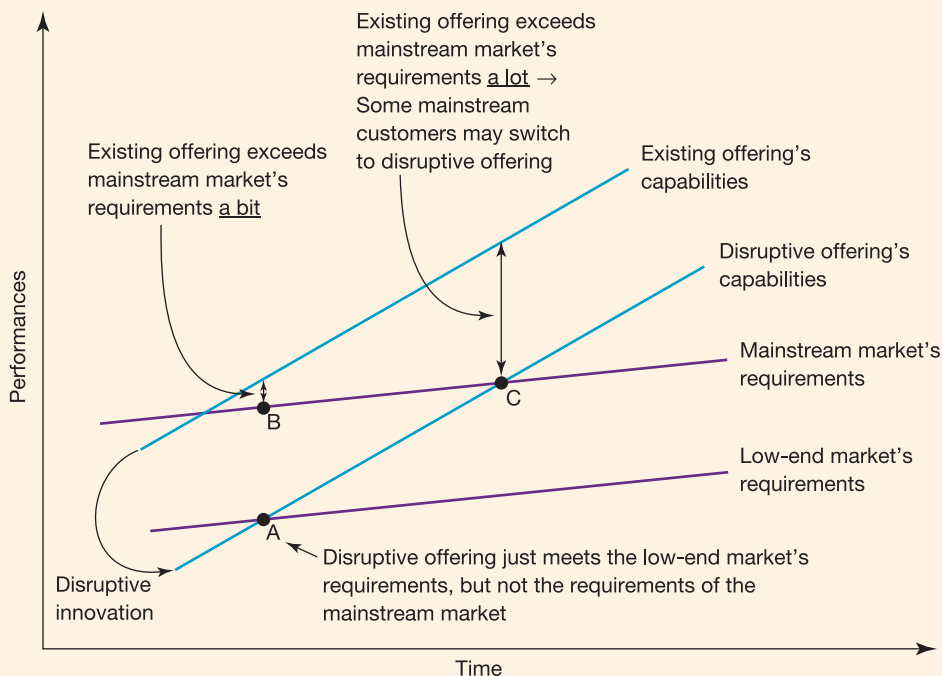 Existing offering exceeds
mainstream market's
requirements a lot →
Some mainstream
customers may switch
to disruptive offering
Existing offering exceeds
mainstream market's
requirements a bit
Existing offering's
capabilities
Disruptive offering's
capabilities
Performances
Mainstream market's
requirements
B
C
Low-end market's
requirements
A
Disruptive offering just meets the low-end market's
requirements, but not the requirements of the
mainstream market
Disruptive
innovation
Time